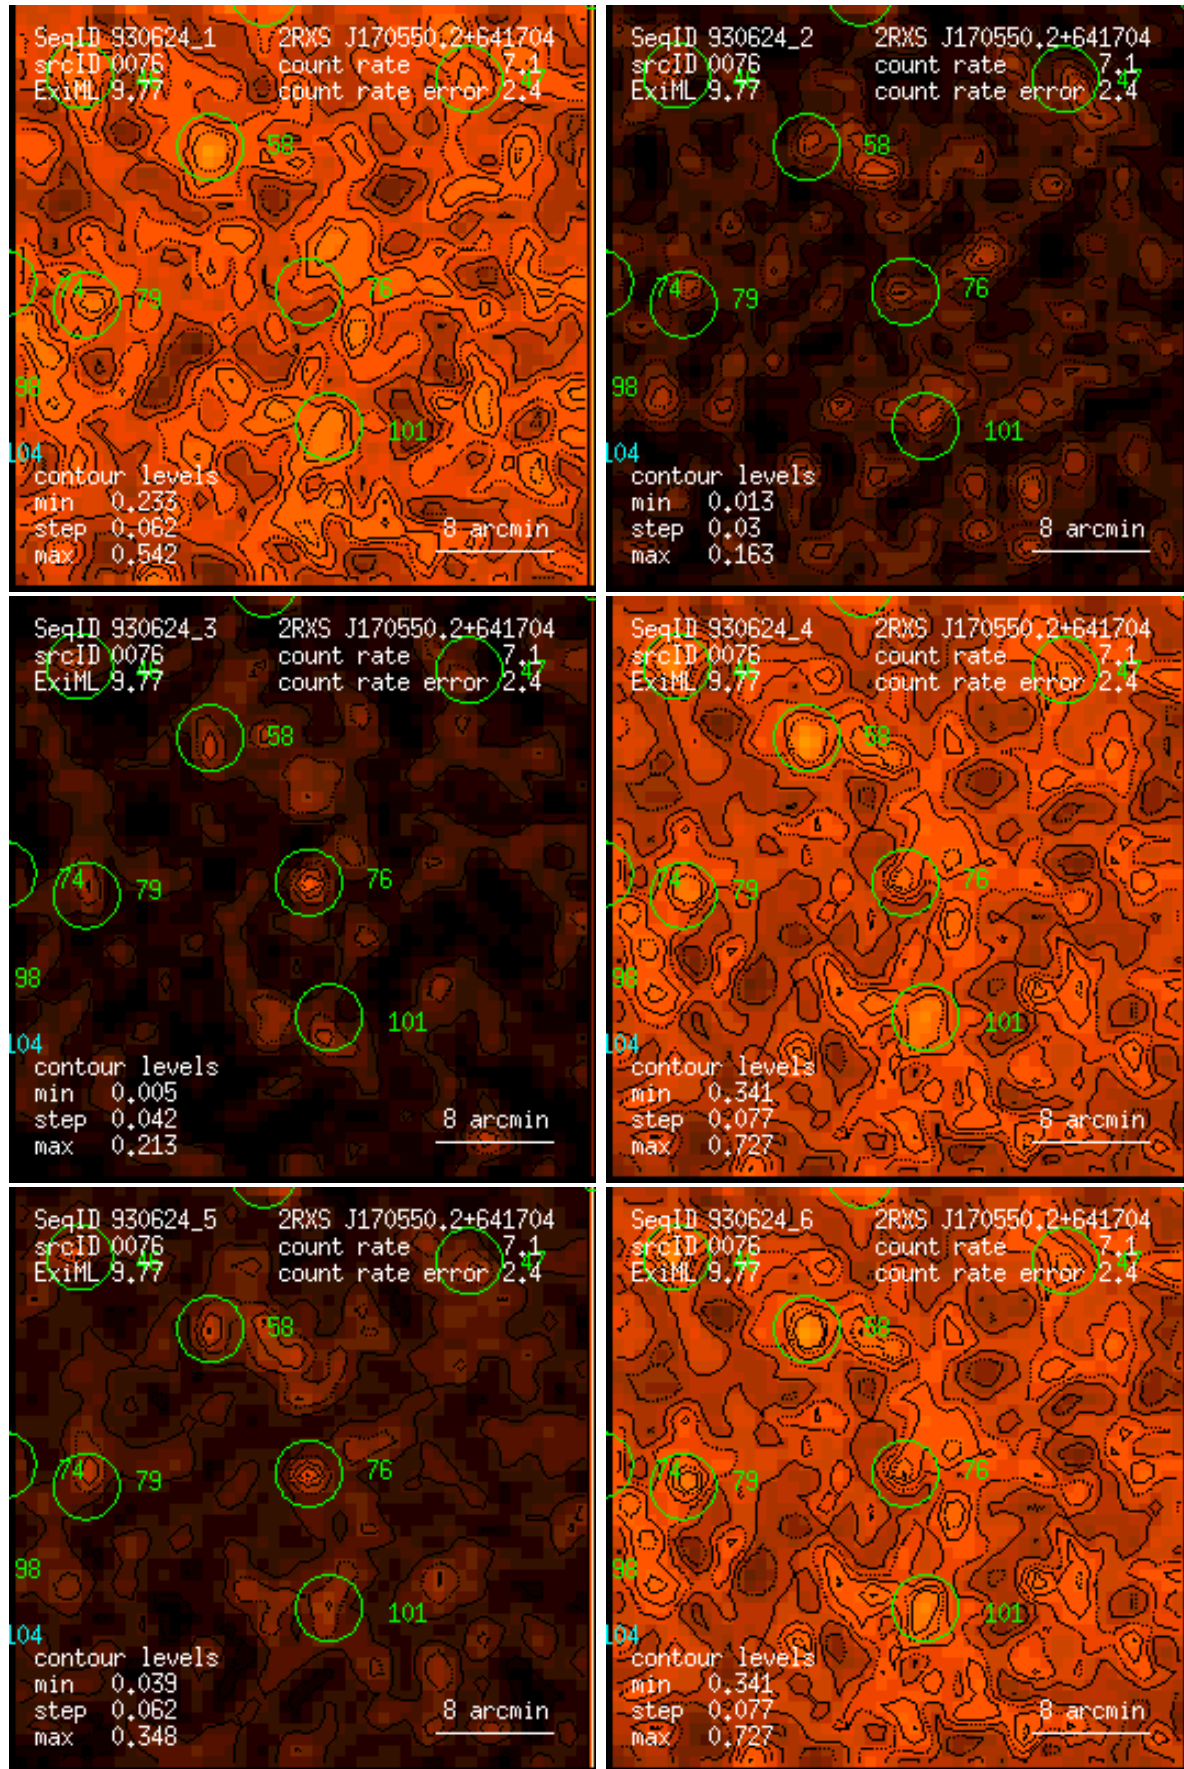 SeqID 930624_1 2RXS J170550.2+641704
srcID 0076 46 count rate 7.1 47
ExiML 9.77 count rate error 2.4
58
76
74 79
98
101
104
contour levels
min 0.233
step 0.062 8 arcmin
max 0.542
SeqID 930624_2 2RXS J170550.2+641704
srcID 0076 46 count rate 7.1 47
ExiML 9.77 count rate error 2.4
58
76
74 79
98
101
104
contour levels
min 0.013
step 0.03 8 arcmin
max 0.163
SeqID 930624_3 2RXS J170550.2+641704
srcID 0076 46 count rate 7.1 47
ExiML 9.77 count rate error 2.4
58
76
74 79
98
101
104
contour levels
min 0.005
step 0.042 8 arcmin
max 0.213
SeqID 930624_4 2RXS J170550.2+641704
srcID 0076 46 count rate 7.1 47
ExiML 9.77 count rate error 2.4
58
76
74 79
98
101
104
contour levels
min 0.341
step 0.077 8 arcmin
max 0.727
SeqID 930624_5 2RXS J170550.2+641704
srcID 0076 46 count rate 7.1 47
ExiML 9.77 count rate error 2.4
58
76
74 79
98
101
104
contour levels
min 0.039
step 0.062 8 arcmin
max 0.348
SeqID 930624_6 2RXS J170550.2+641704
srcID 0076 46 count rate 7.1 47
ExiML 9.77 count rate error 2.4
58
76
74 79
98
101
104
contour levels
min 0.341
step 0.077 8 arcmin
max 0.727